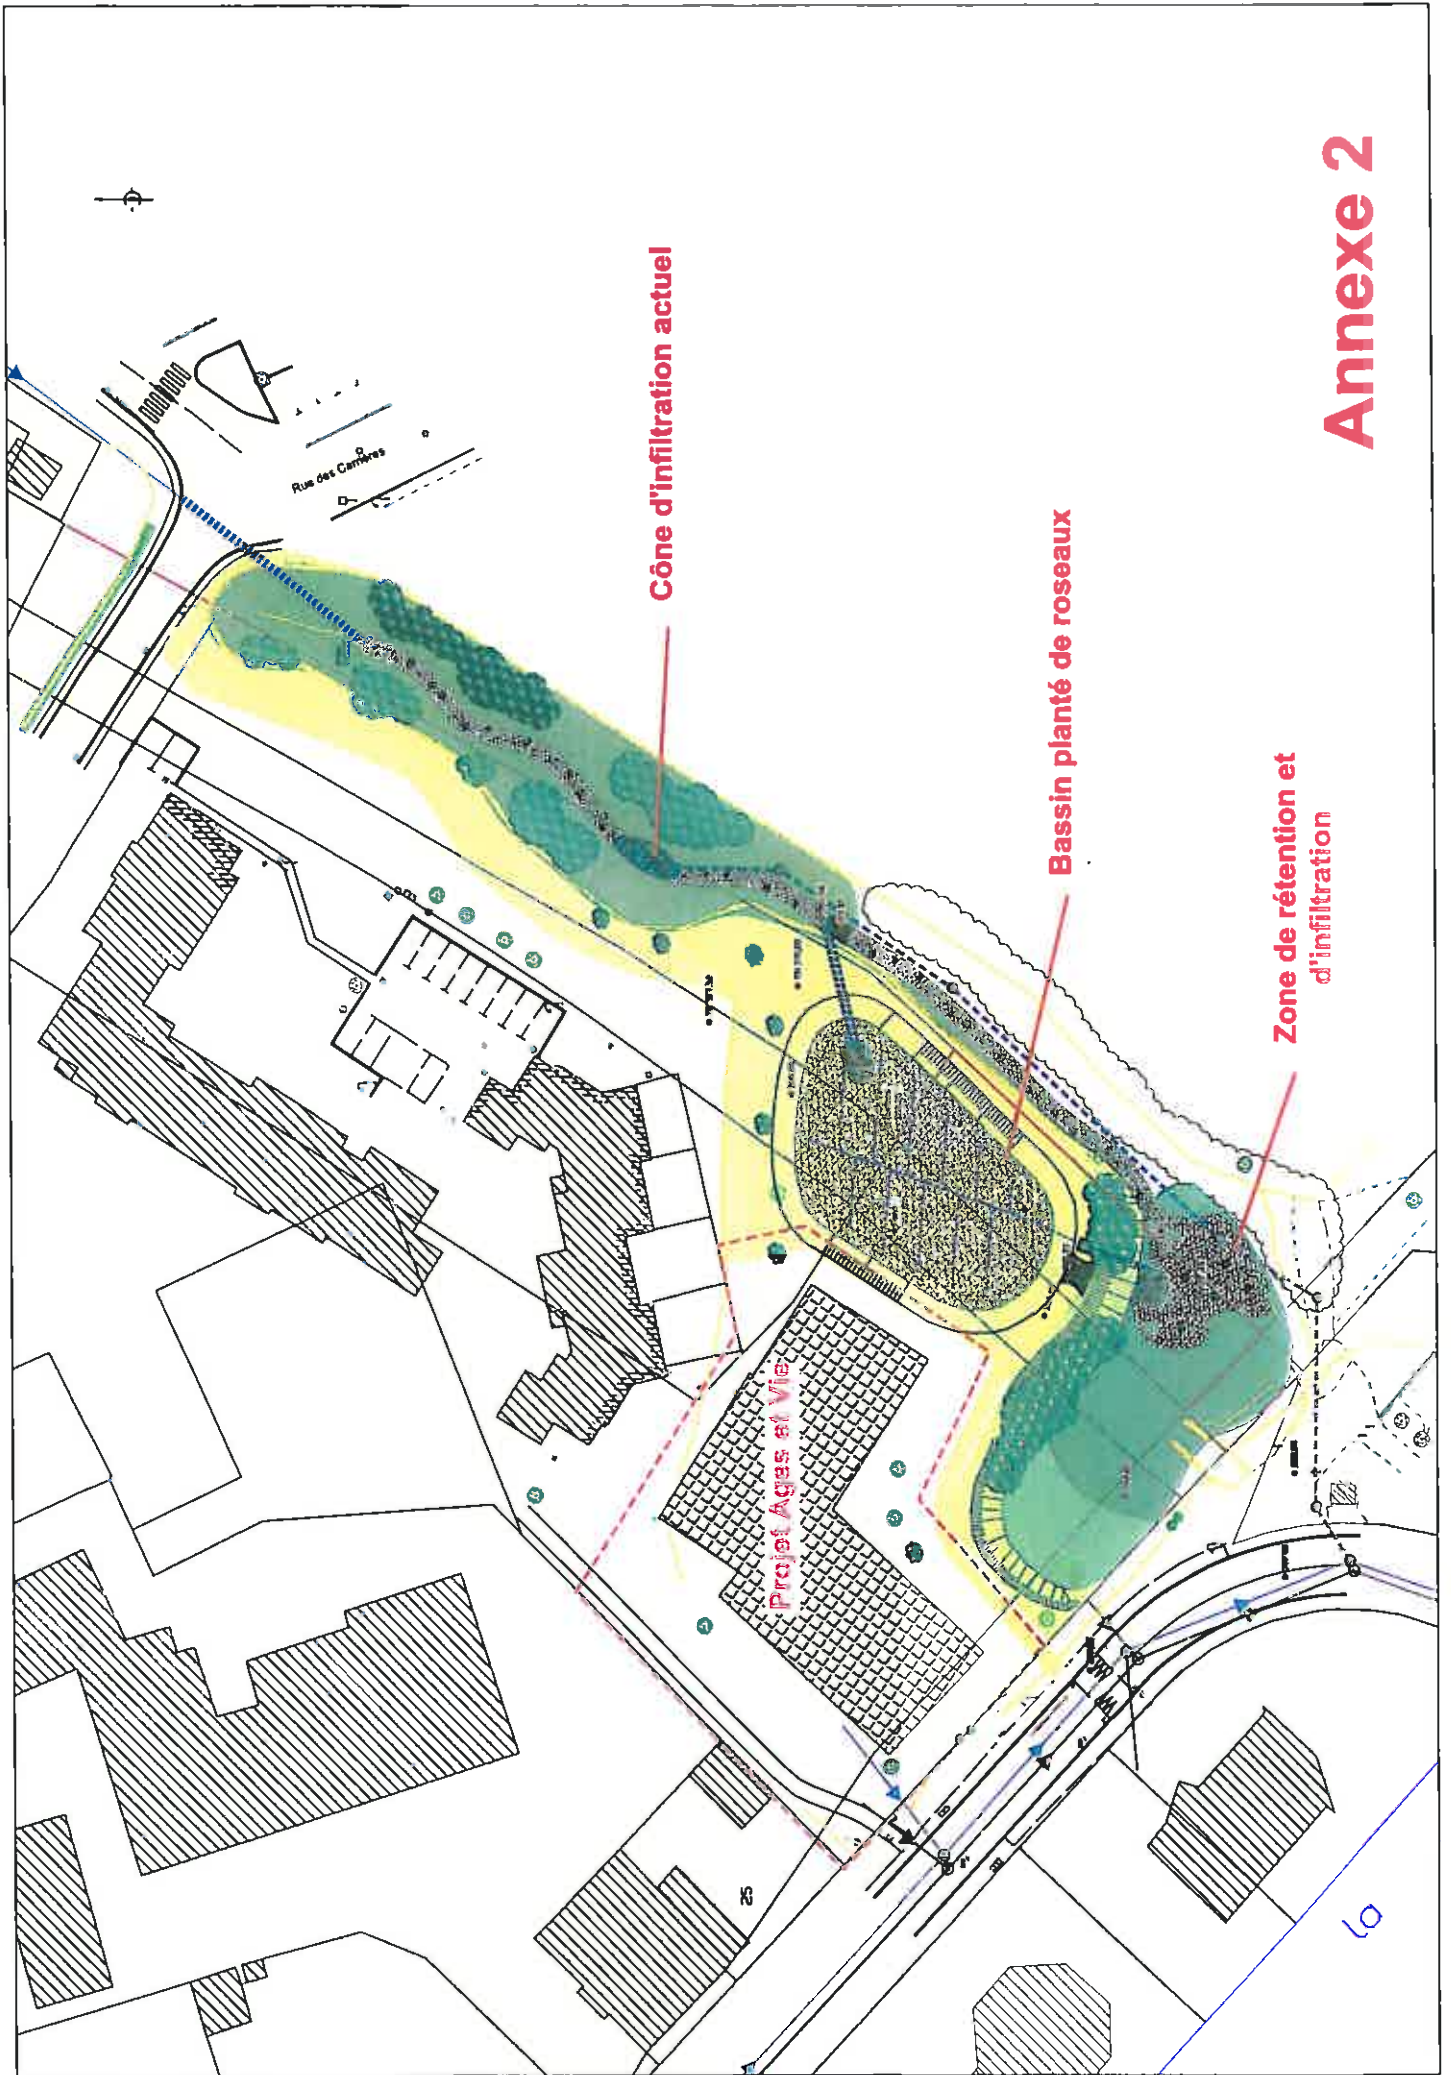 Annexe 2
Cône d'infiltration actuel
Bassin planté de roseaux
Zone de rétention et
d'infiltration
Projet Ages et Vie
Rue des Carrières
25